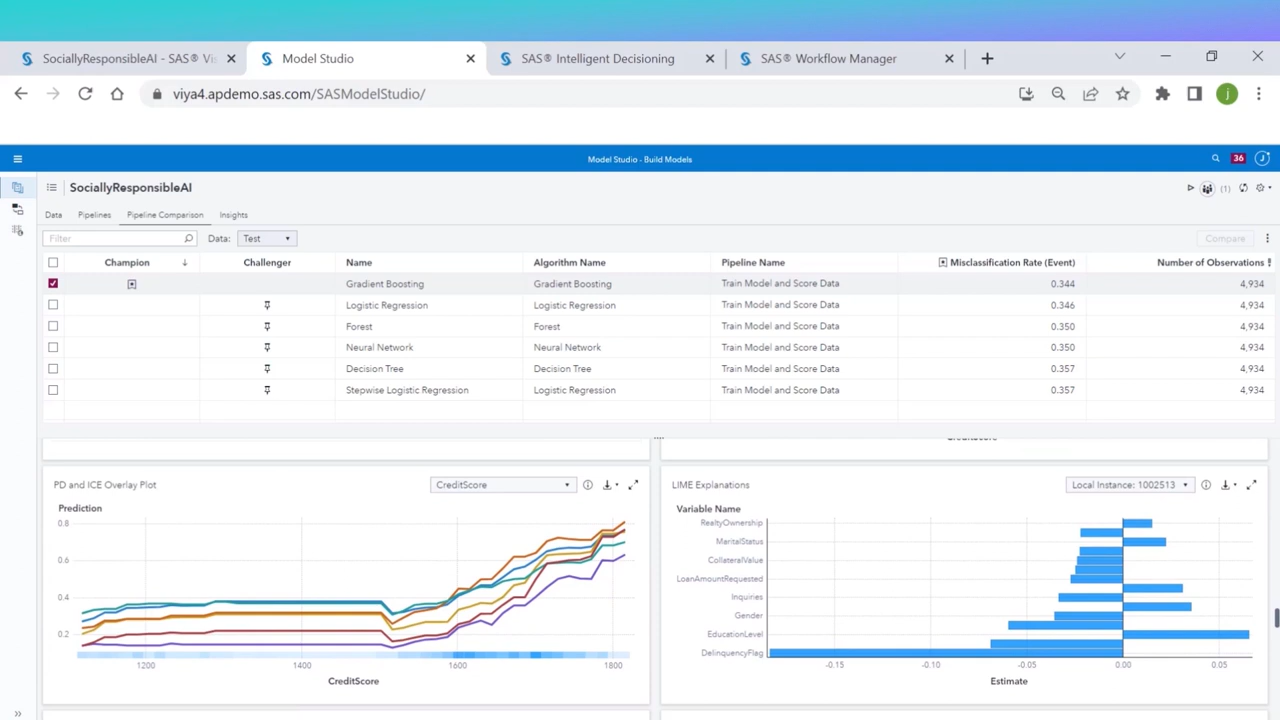 SociallyResponsibleAI - SAS® Vi
Model Studio
SAS® Intelligent Decisioning
SAS® Workflow Manager
viya4.apdemo.sas.com/SASModelStudio/
j
Model Studio - Build Models
36
J
SociallyResponsibleAI
(1)
Data Pipelines Pipeline Comparison Insights
Filter Data: Test Compare
Champion Challenger Name Algorithm Name Pipeline Name Misclassification Rate (Event) Number of Observations
Gradient Boosting Gradient Boosting Train Model and Score Data 0.344 4,934
Logistic Regression Logistic Regression Train Model and Score Data 0.346 4,934
Forest Forest Train Model and Score Data 0.350 4,934
Neural Network Neural Network Train Model and Score Data 0.350 4,934
Decision Tree Decision Tree Train Model and Score Data 0.357 4,934
Stepwise Logistic Regression Logistic Regression Train Model and Score Data 0.357 4,934
PD and ICE Overlay Plot CreditScore
Prediction
0.8
0.6
0.4
0.2
1200 1400 1600 1800
CreditScore
LIME Explanations Local Instance: 1002513
Variable Name
RealtyOwnership
MaritalStatus
CollateralValue
LoanAmountRequested
Inquiries
Gender
EducationLevel
DelinquencyFlag
-0.15 -0.10 -0.05 0.00 0.05
Estimate